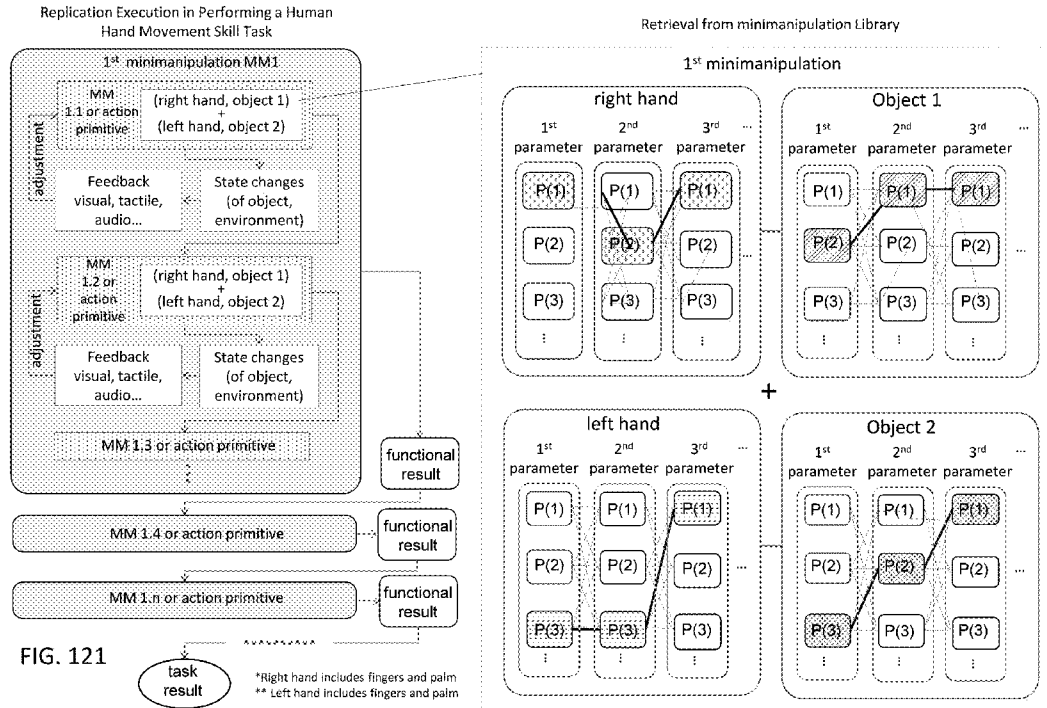 Replication Execution in Performing a Human
Hand Movement Skill Task
1st minimanipulation MM1
MM
1.1 or action
primitive
(right hand, object 1)
+
(left hand, object 2)
adjustment
Feedback
visual, tactile,
audio...
State changes
(of object,
environment)
MM
1.2 or
action
primitive
(right hand, object 1)
+
(left hand, object 2)
adjustment
Feedback
visual, tactile,
audio...
State changes
(of object,
environment)
MM 1.3 or action primitive
⋮
functional
result
MM 1.4 or action primitive
functional
result
MM 1.n or action primitive
functional
result
FIG. 121
task
result
*Right hand includes fingers and palm
** Left hand includes fingers and palm
Retrieval from minimanipulation Library
1st minimanipulation
right hand
1st 2nd 3rd ...
parameter parameter parameter
P(1) P(1) P(1)
P(2) P(2) P(2) ...
P(3) P(3) P(3)
⋮ ⋮ ⋮
Object 1
1st 2nd 3rd ...
parameter parameter parameter
P(1) P(1) P(1)
P(2) P(2) P(2) ...
P(3) P(3) P(3)
⋮ ⋮ ⋮
+
left hand
1st 2nd 3rd ...
parameter parameter parameter
P(1) P(1) P(1)
P(2) P(2) P(2) ...
P(3) P(3) P(3)
⋮ ⋮ ⋮
Object 2
1st 2nd 3rd ...
parameter parameter parameter
P(1) P(1) P(1)
P(2) P(2) P(2) ...
P(3) P(3) P(3)
⋮ ⋮ ⋮